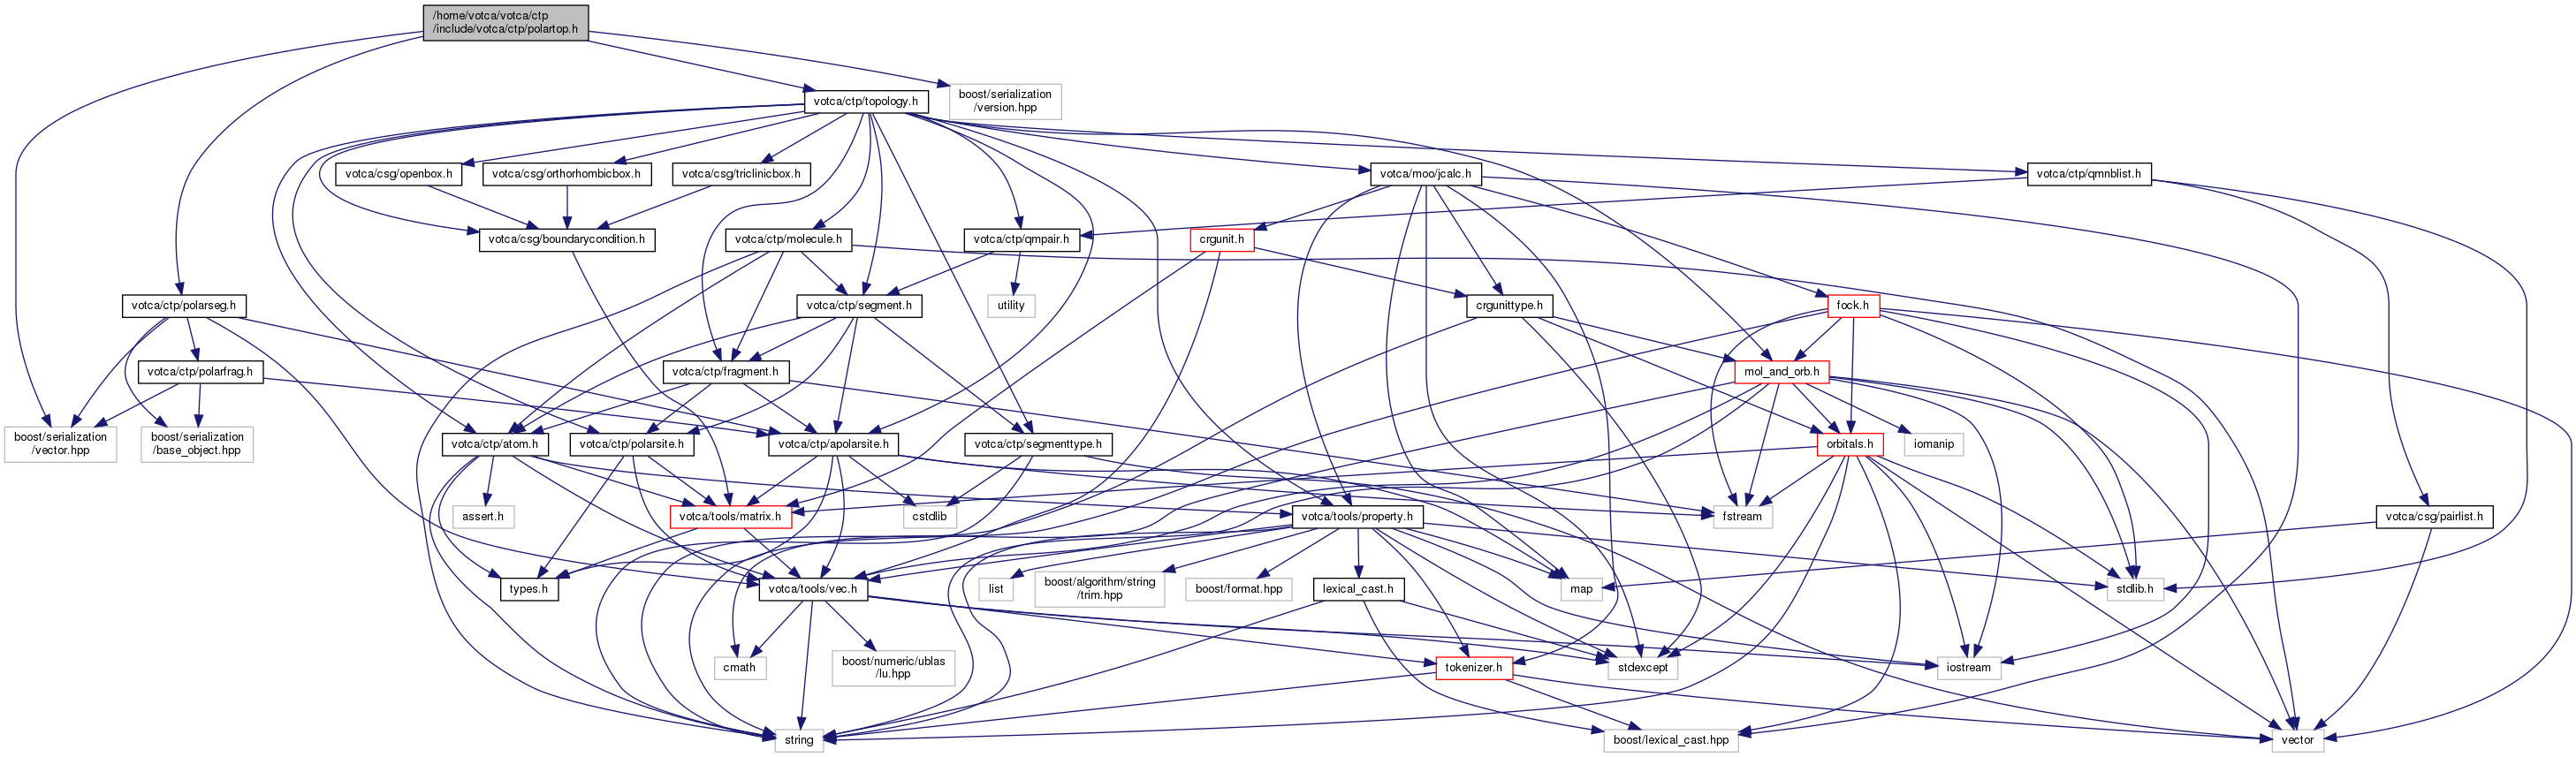 /home/votca/votca/ctp
/include/votca/ctp/polartop.h
votca/ctp/topology.h
boost/serialization
/version.hpp
votca/csg/openbox.h
votca/csg/orthorhombicbox.h
votca/csg/triclinicbox.h
votca/moo/jcalc.h
votca/ctp/qmnblist.h
votca/csg/boundarycondition.h
votca/ctp/molecule.h
votca/ctp/qmpair.h
crgunit.h
votca/ctp/polarseg.h
votca/ctp/segment.h
utility
crgunittype.h
fock.h
votca/ctp/polarfrag.h
votca/ctp/fragment.h
mol_and_orb.h
boost/serialization
/vector.hpp
boost/serialization
/base_object.hpp
votca/ctp/atom.h
votca/ctp/polarsite.h
votca/ctp/apolarsite.h
votca/ctp/segmenttype.h
orbitals.h
iomanip
assert.h
votca/tools/matrix.h
cstdlib
votca/tools/property.h
fstream
votca/csg/pairlist.h
types.h
votca/tools/vec.h
list
boost/algorithm/string
/trim.hpp
boost/format.hpp
lexical_cast.h
map
stdlib.h
cmath
boost/numeric/ublas
/lu.hpp
tokenizer.h
stdexcept
iostream
string
boost/lexical_cast.hpp
vector